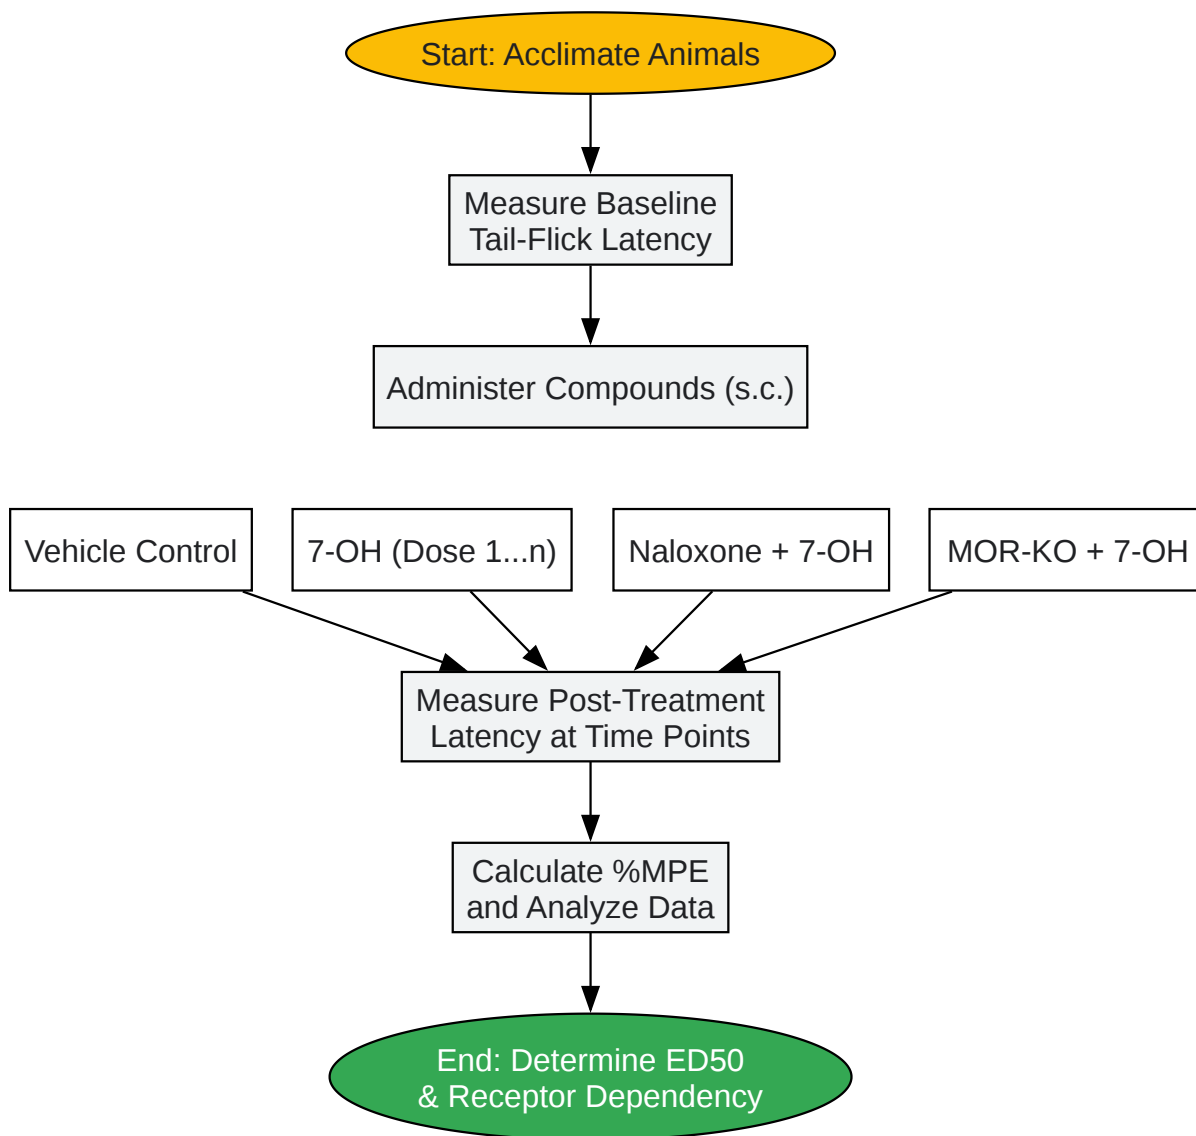 Start: Acclimate Animals
Measure Baseline
Tail-Flick Latency
Administer Compounds (s.c.)
Vehicle Control
7-OH (Dose 1...n)
Naloxone + 7-OH
MOR-KO + 7-OH
Measure Post-Treatment
Latency at Time Points
Calculate %MPE
and Analyze Data
End: Determine ED50
& Receptor Dependency